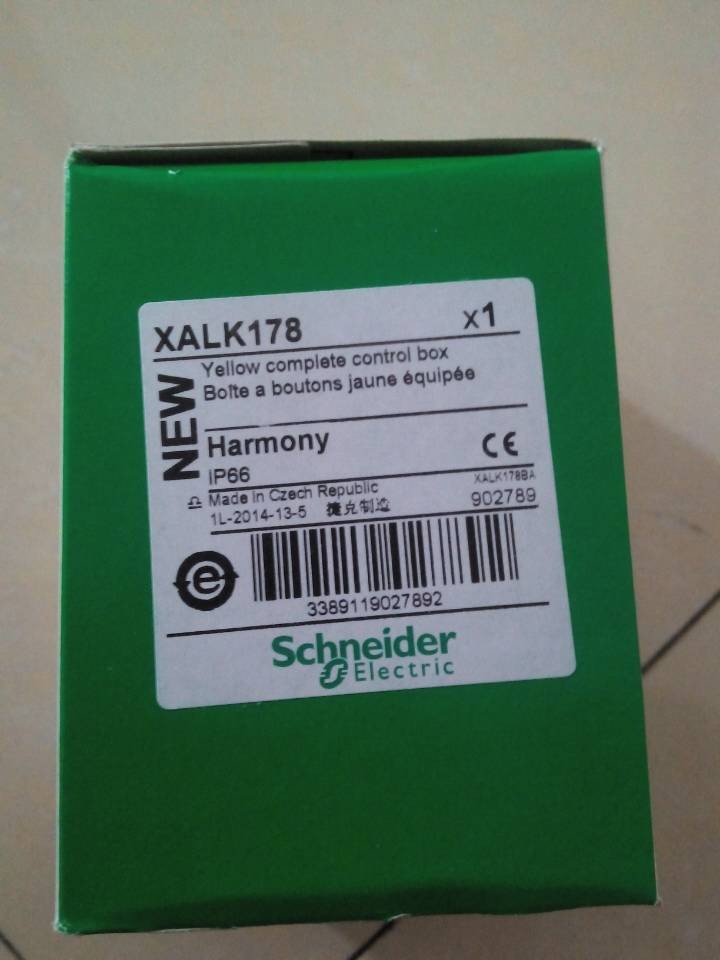 XALK178 x1
NEW
Yellow complete control box
Boîte a boutons jaune équipée
Harmony CE
IP66
XALK178BA
Made in Czech Republic
902789
1L-2014-13-5 捷克制造
e
3389119027892
Schneider
Electric